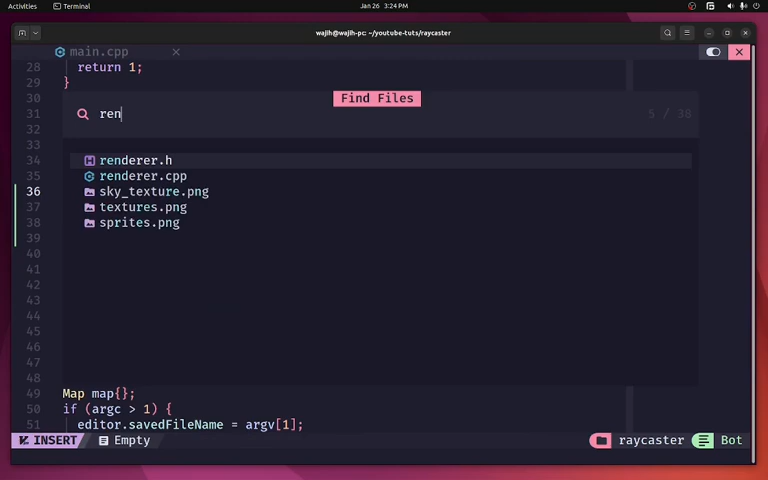 Activities Terminal Jan 26 3:24 PM
wajih@wajih-pc: ~/youtube-tuts/raycaster
main.cpp
28 return 1;
29 }
30 Find Files
31 ren 5 / 38
32
33
34 renderer.h
35 renderer.cpp
36 sky_texture.png
37 textures.png
38 sprites.png
39
40
41
42
43
44
45
46
47
48
49 Map map{};
50 if (argc > 1) {
51 editor.savedFileName = argv[1];
INSERT Empty raycaster Bot